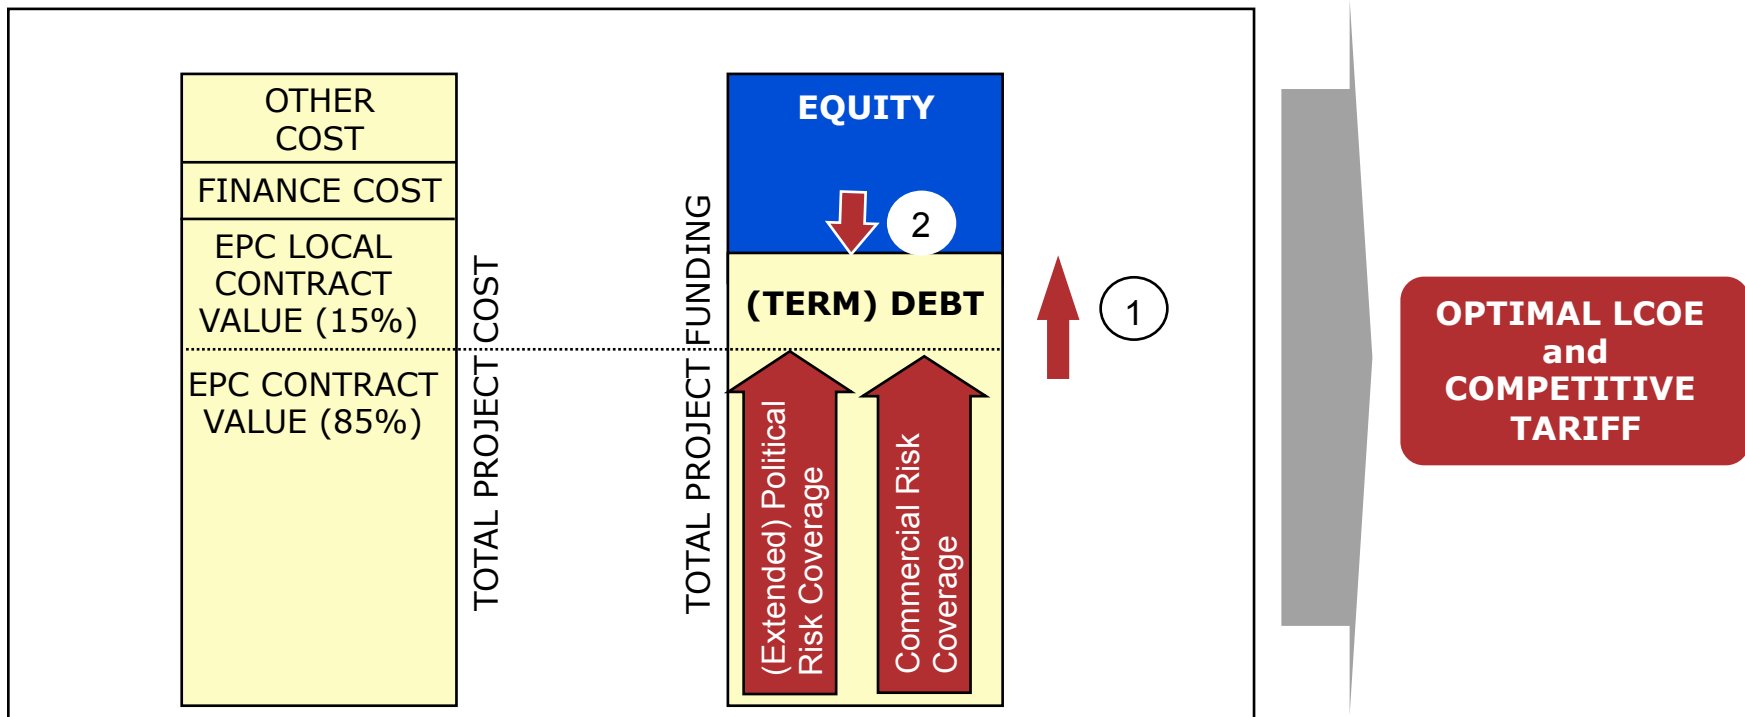 OTHER
COST
FINANCE COST
EPC LOCAL
CONTRACT
VALUE (15%)
EPC CONTRACT
VALUE (85%)
TOTAL PROJECT COST
TOTAL PROJECT FUNDING
EQUITY
2
(TERM) DEBT
1
(Extended) Political
Risk Coverage
Commercial Risk
Coverage
OPTIMAL LCOE
and
COMPETITIVE
TARIFF